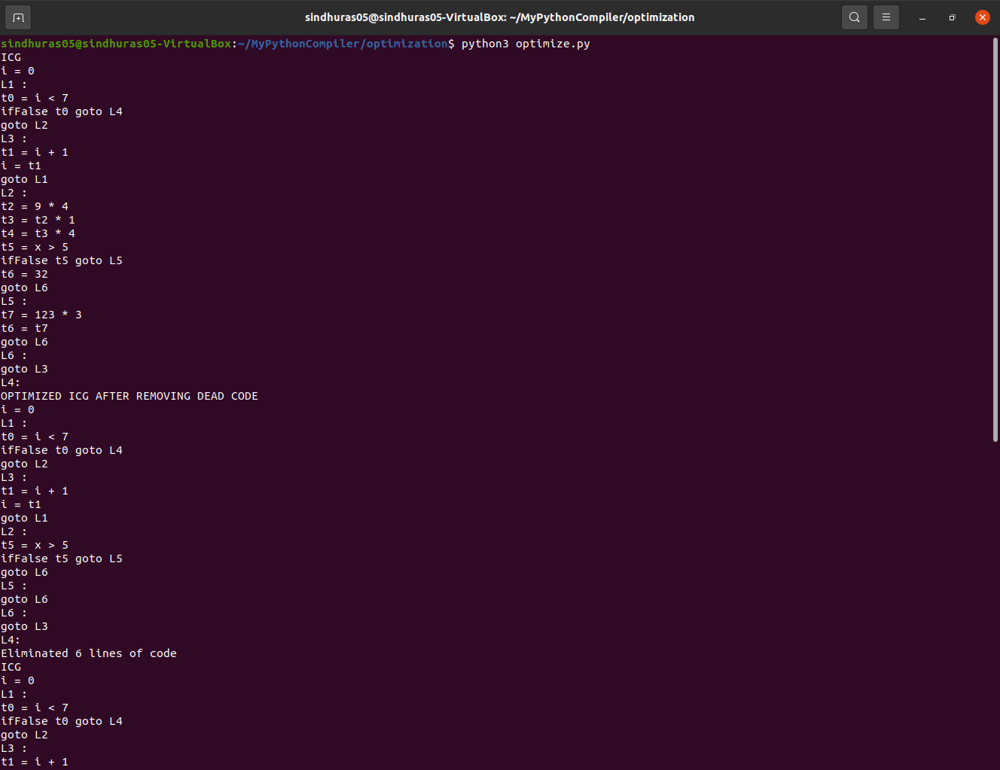 sindhuras05@sindhuras05-VirtualBox: ~/MyPythonCompiler/optimization
sindhuras05@sindhuras05-VirtualBox:~/MyPythonCompiler/optimization$ python3 optimize.py
ICG
i = 0
L1 :
t0 = i < 7
ifFalse t0 goto L4
goto L2
L3 :
t1 = i + 1
i = t1
goto L1
L2 :
t2 = 9 * 4
t3 = t2 * 1
t4 = t3 * 4
t5 = x > 5
ifFalse t5 goto L5
t6 = 32
goto L6
L5 :
t7 = 123 * 3
t6 = t7
goto L6
L6 :
goto L3
L4:
OPTIMIZED ICG AFTER REMOVING DEAD CODE
i = 0
L1 :
t0 = i < 7
ifFalse t0 goto L4
goto L2
L3 :
t1 = i + 1
i = t1
goto L1
L2 :
t5 = x > 5
ifFalse t5 goto L5
goto L6
L5 :
goto L6
L6 :
goto L3
L4:
Eliminated 6 lines of code
ICG
i = 0
L1 :
t0 = i < 7
ifFalse t0 goto L4
goto L2
L3 :
t1 = i + 1